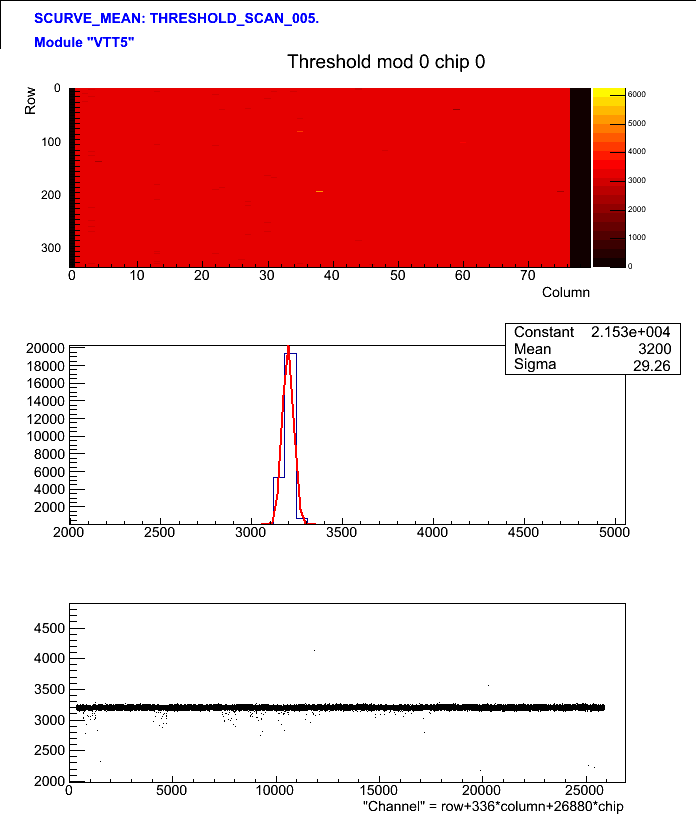 SCURVE_MEAN: THRESHOLD_SCAN_005.
Module "VTT5"
Threshold mod 0 chip 0
Row
0
100
200
300
0 10 20 30 40 50 60 70
Column
6000
5000
4000
3000
2000
1000
0
Constant 2.153e+004
Mean 3200
Sigma 29.26
20000
18000
16000
14000
12000
10000
8000
6000
4000
2000
2000 2500 3000 3500 4000 4500 5000
4500
4000
3500
3000
2500
2000
0 5000 10000 15000 20000 25000
"Channel" = row+336*column+26880*chip